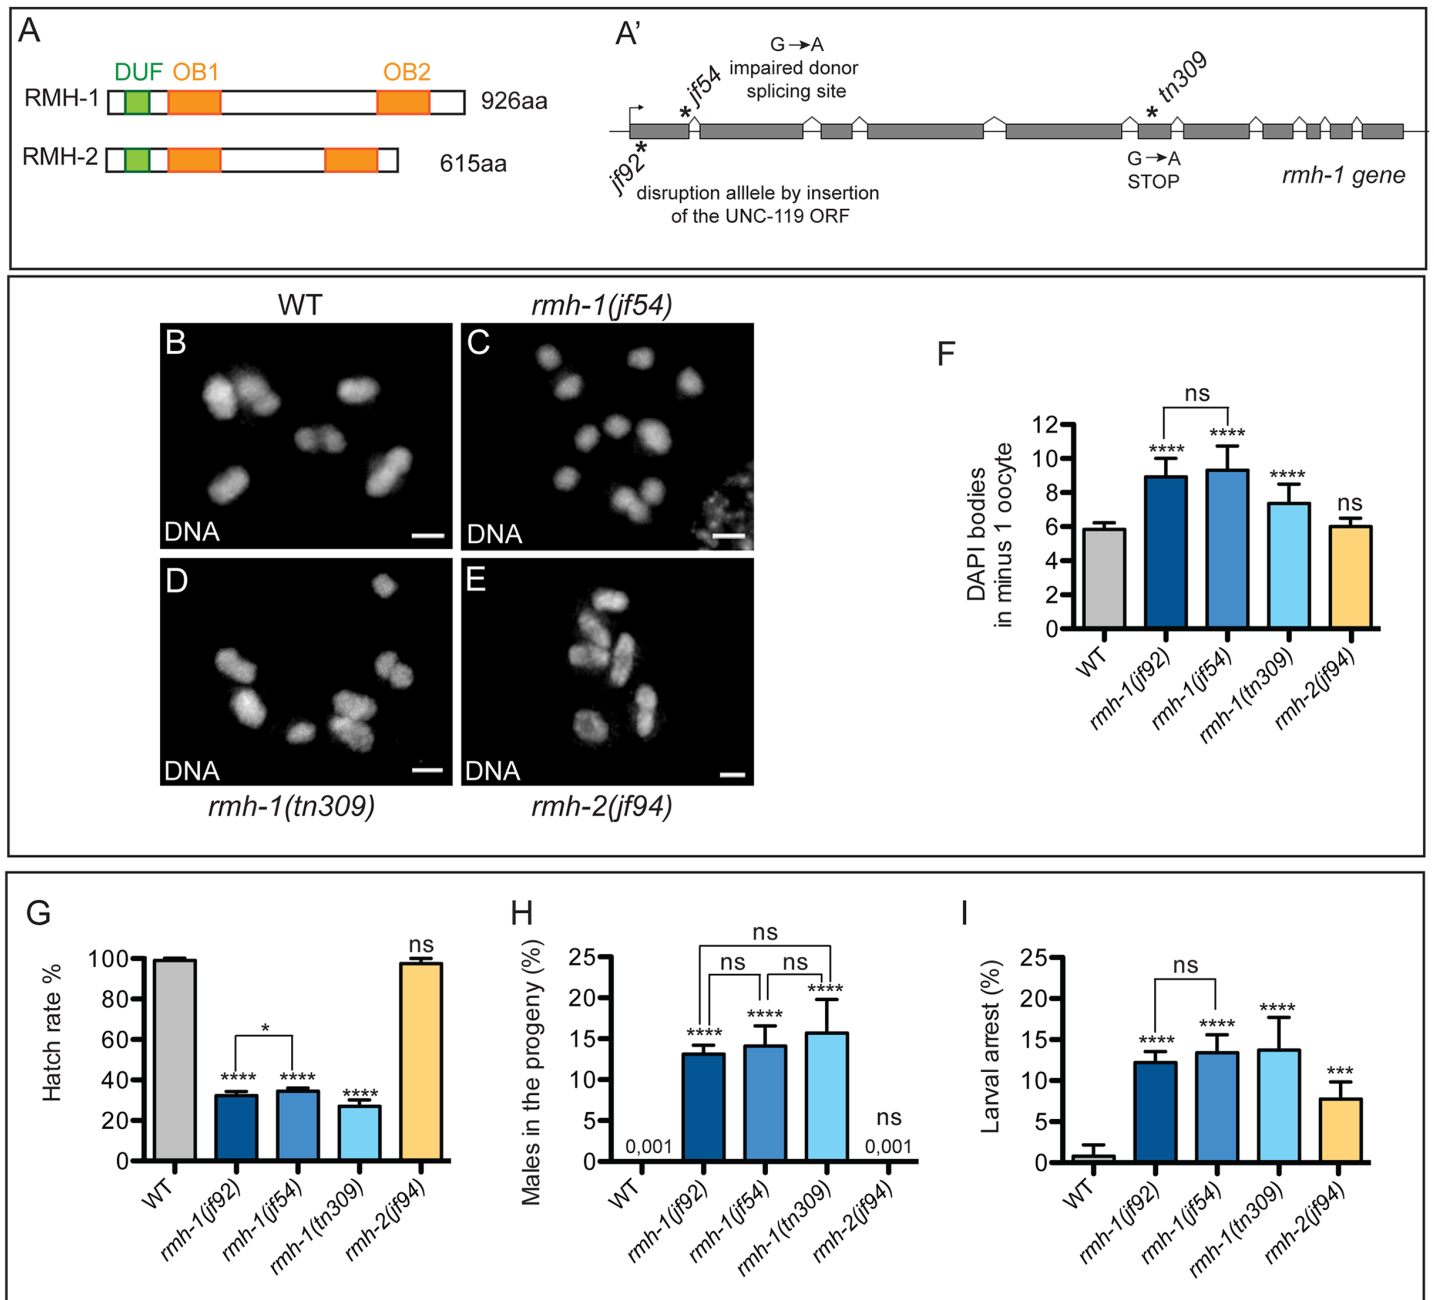 A
DUF OB1 OB2
RMH-1 926aa
RMH-2 615aa
A’
G→A
impaired donor
splicing site
* jf54
* tn309
jf92 *
disruption alllele by insertion
of the UNC-119 ORF
G→A
STOP
rmh-1 gene
WT
rmh-1(jf54)
B
DNA
C
DNA
D
DNA
E
DNA
rmh-1(tn309)
rmh-2(jf94)
F
DAPI bodies
in minus 1 oocyte
12
10
8
6
4
2
0
ns
****
****
****
ns
WT
rmh-1(jf92)
rmh-1(jf54)
rmh-1(tn309)
rmh-2(jf94)
G
Hatch rate %
100
80
60
40
20
0
*
****
****
****
ns
WT
rmh-1(jf92)
rmh-1(jf54)
rmh-1(tn309)
rmh-2(jf94)
H
Males in the progeny (%)
25
20
15
10
5
0
ns
ns ns
0,001
****
****
****
ns
0,001
WT
rmh-1(jf92)
rmh-1(jf54)
rmh-1(tn309)
rmh-2(jf94)
I
Larval arrest (%)
25
20
15
10
5
0
ns
****
****
****
***
WT
rmh-1(jf92)
rmh-1(jf54)
rmh-1(tn309)
rmh-2(jf94)